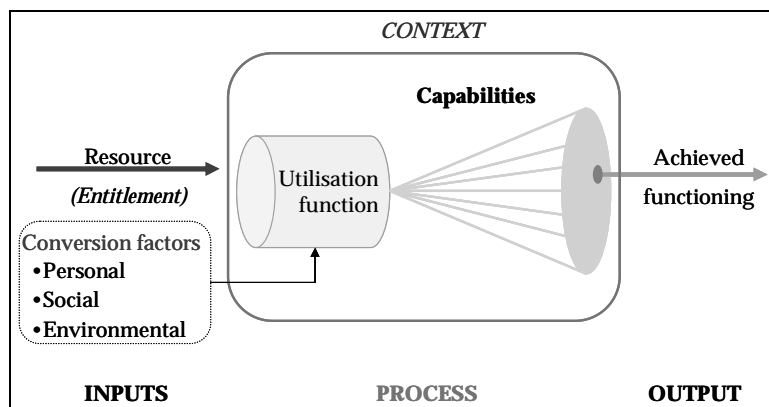 CONTEXT
Capabilities
Resource
(Entitlement)
Utilisation
function
Achieved
functioning
Conversion factors
•Personal
•Social
•Environmental
INPUTS
PROCESS
OUTPUT